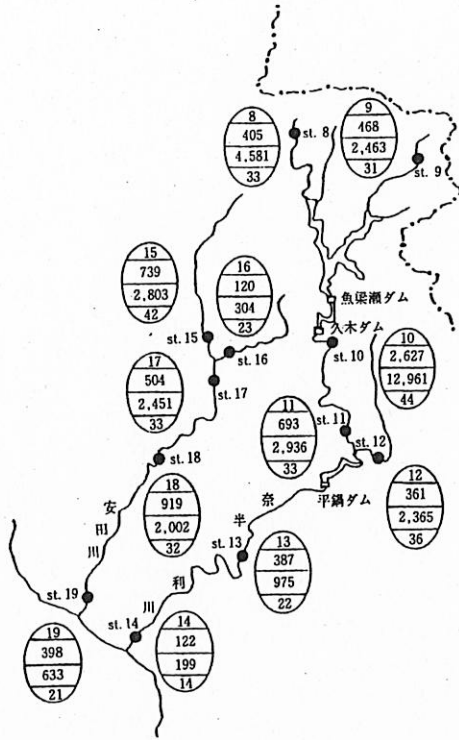 8
405
4,581
33
st. 8
9
468
2,463
31
st. 9
15
739
2,803
42
st. 15
16
120
304
23
st. 16
魚梁瀬ダム
久木ダム
st. 10
10
2,627
12,961
44
17
504
2,451
33
st. 17
11
693
2,936
33
st. 11
st. 12
12
361
2,365
36
st. 18
18
919
2,002
32
平鍋ダム
奈半利川
安田川
st. 13
13
387
975
22
st. 19
19
398
633
21
st. 14
14
122
199
14